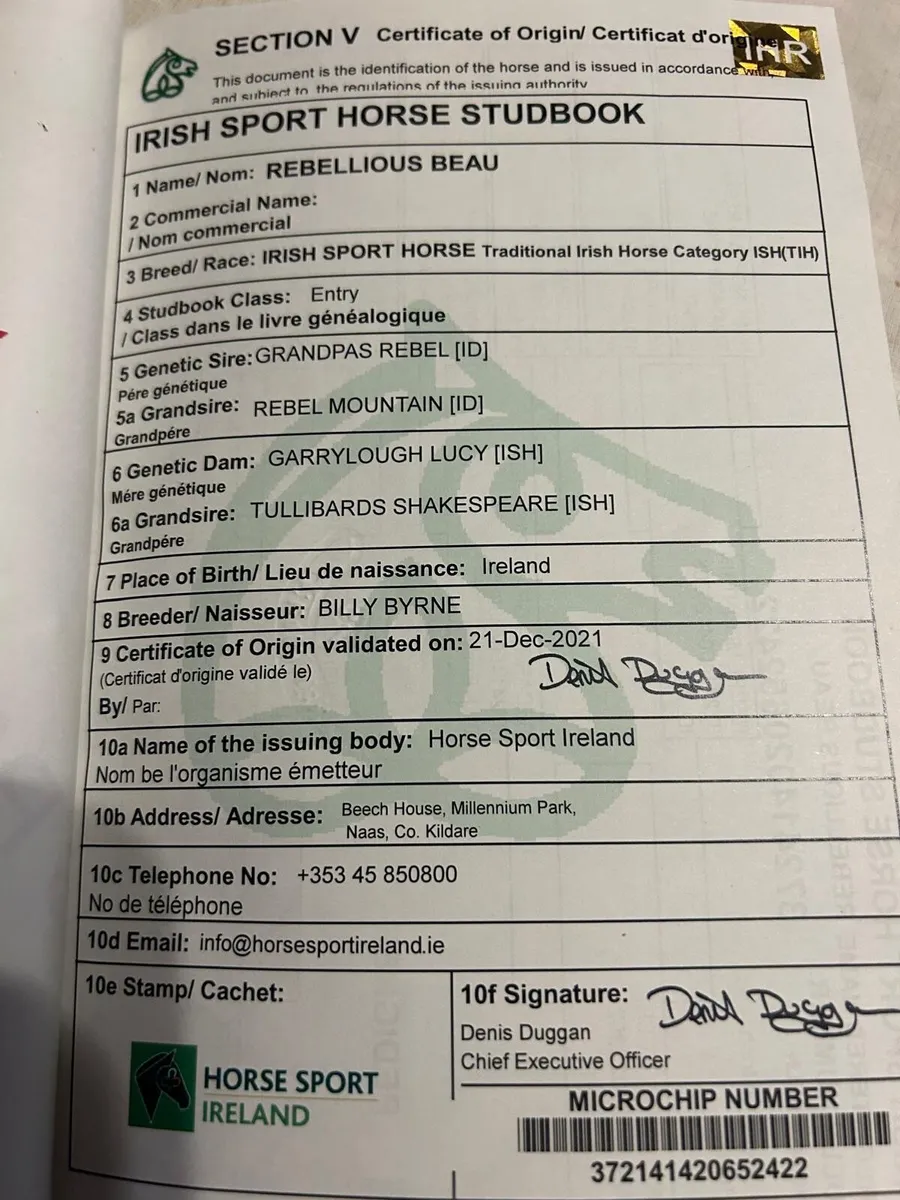 SECTION V Certificate of Origin/ Certificat d'origine
IHR
This document is the identification of the horse and is issued in accordance with
and subject to the regulations of the issuing authority
IRISH SPORT HORSE STUDBOOK
1 Name/ Nom: REBELLIOUS BEAU
2 Commercial Name:
/ Nom commercial
3 Breed/ Race: IRISH SPORT HORSE Traditional Irish Horse Category ISH(TIH)
4 Studbook Class: Entry
/ Class dans le livre généalogique
5 Genetic Sire: GRANDPAS REBEL [ID]
Pére génétique
5a Grandsire: REBEL MOUNTAIN [ID]
Grandpére
6 Genetic Dam: GARRYLOUGH LUCY [ISH]
Mére génétique
6a Grandsire: TULLIBARDS SHAKESPEARE [ISH]
Grandpére
7 Place of Birth/ Lieu de naissance: Ireland
8 Breeder/ Naisseur: BILLY BYRNE
9 Certificate of Origin validated on: 21-Dec-2021
(Certificat d'origine validé le)
Denis Duggan
By/ Par:
10a Name of the issuing body: Horse Sport Ireland
Nom be l'organisme émetteur
10b Address/ Adresse: Beech House, Millennium Park,
Naas, Co. Kildare
10c Telephone No: +353 45 850800
No de téléphone
10d Email: info@horsesportireland.ie
10e Stamp/ Cachet:
HORSE SPORT
IRELAND
10f Signature: Denis Duggan
Denis Duggan
Chief Executive Officer
MICROCHIP NUMBER
372141420652422